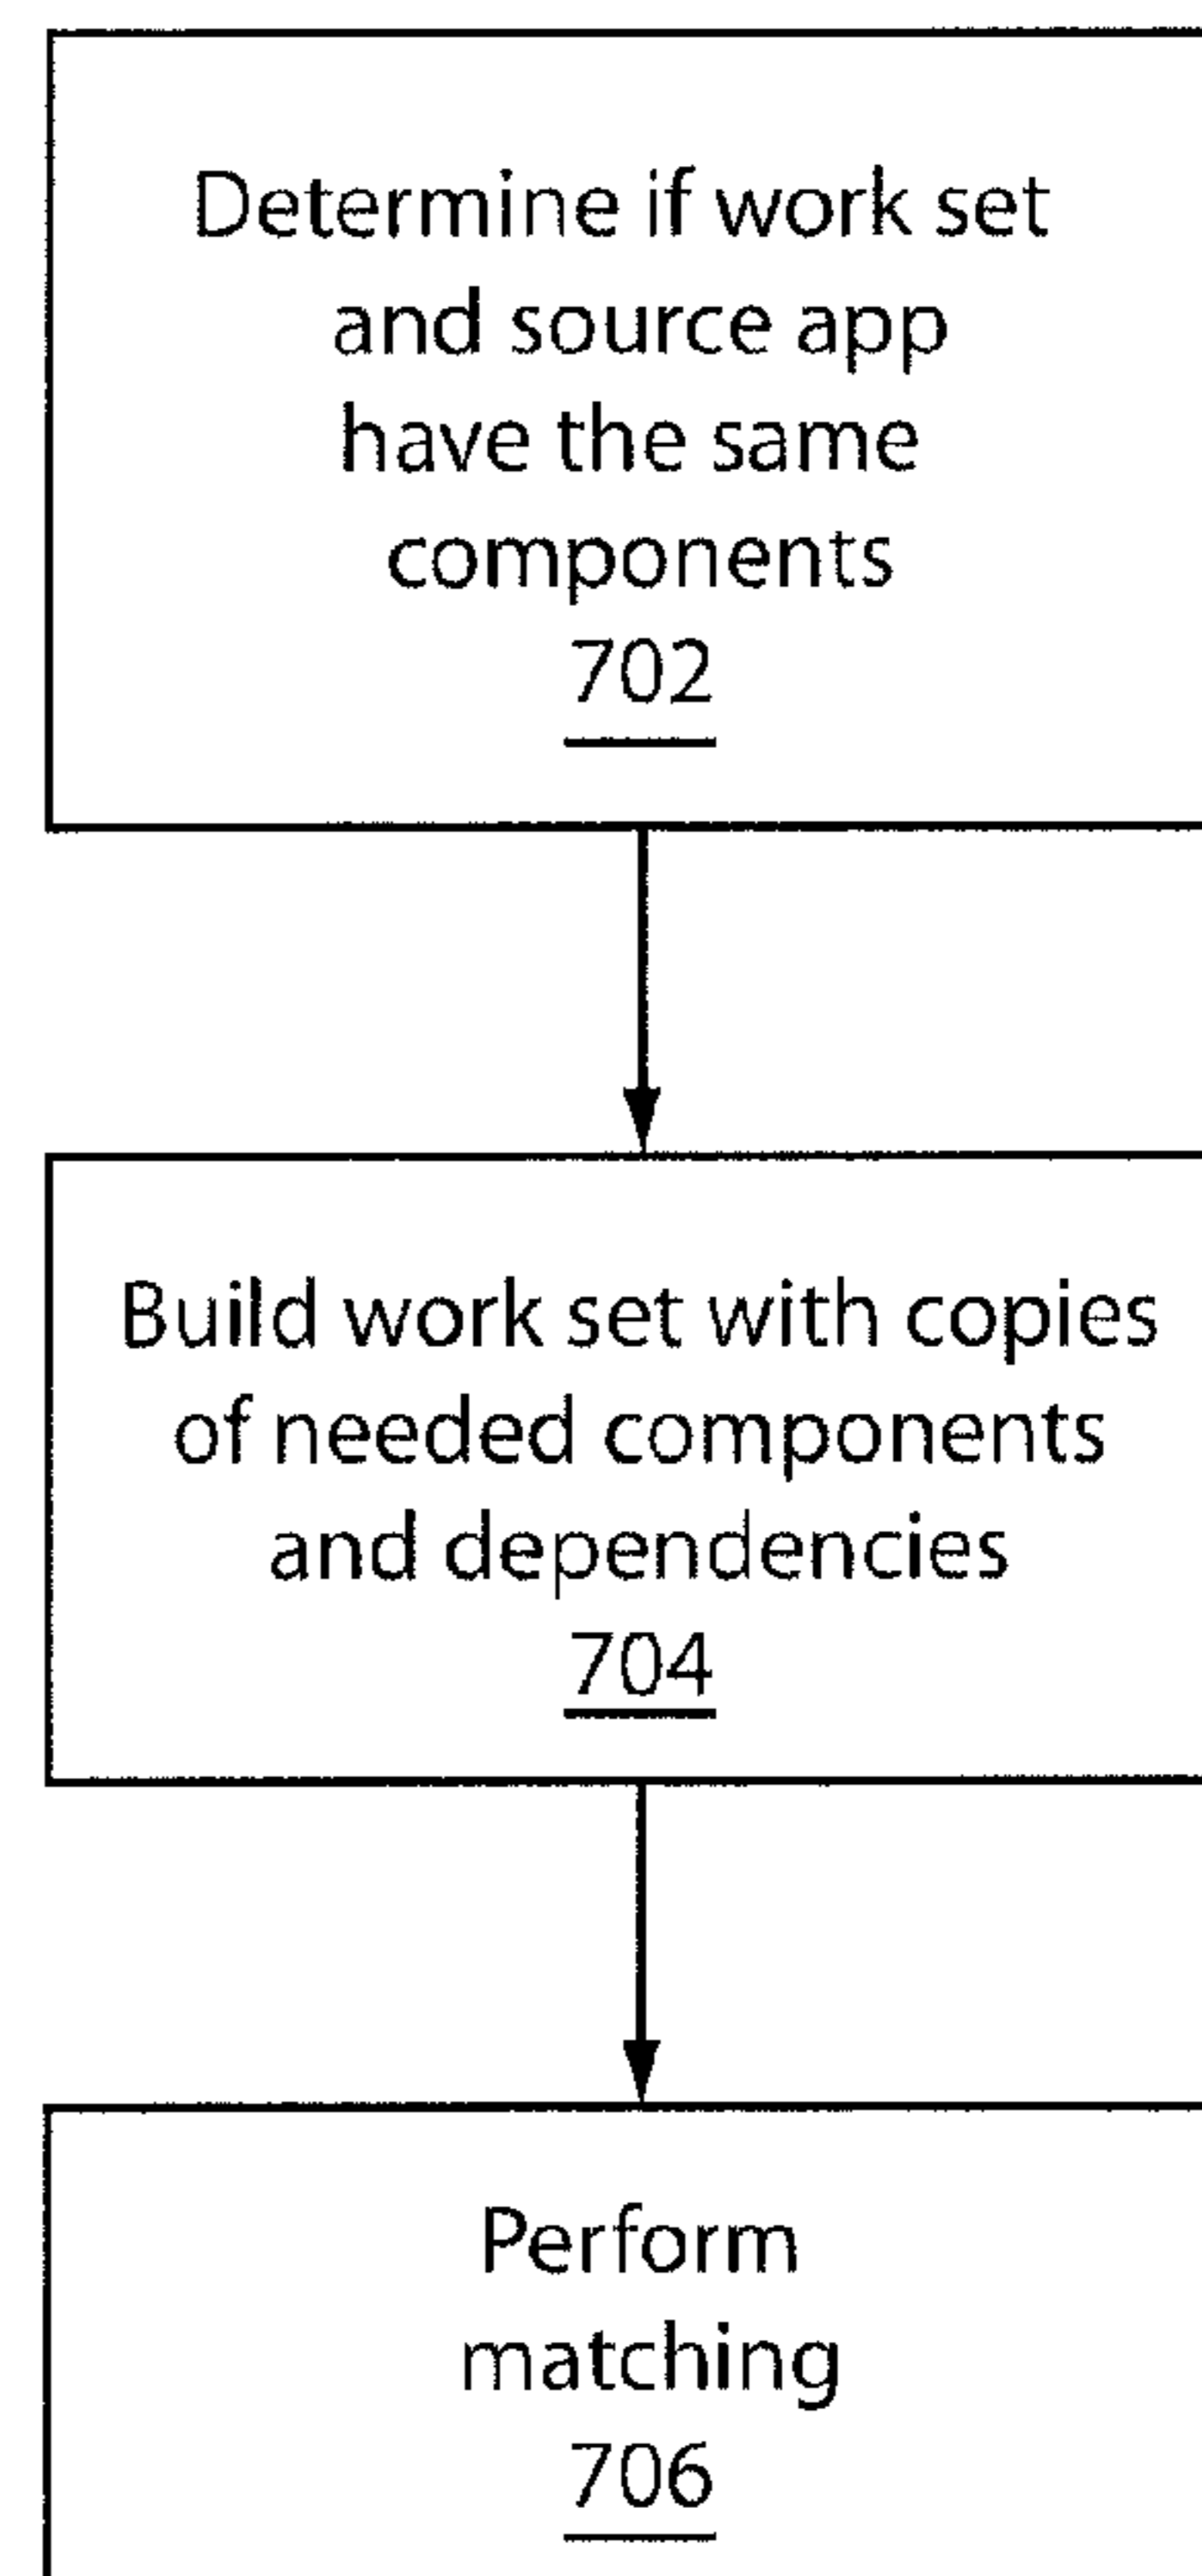 Determine if work set
and source app
have the same
components
702
Build work set with copies
of needed components
and dependencies
704
Perform
matching
706